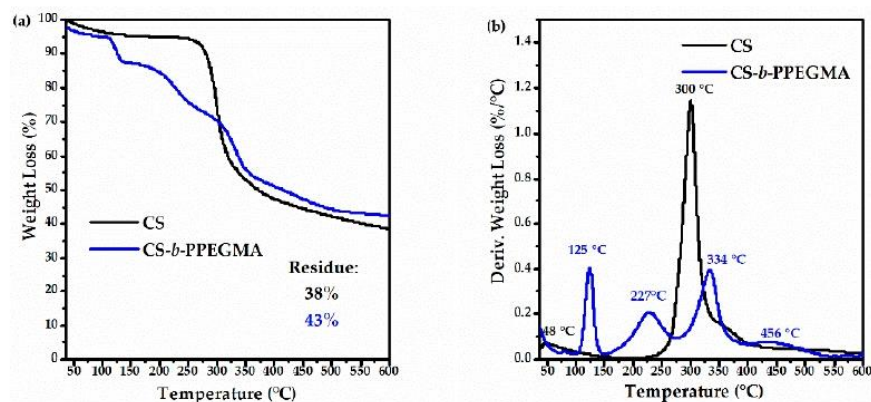 (a)
100
90
80
70
60
50
40
30
20
10
0
Weight Loss (%)
CS
CS-b-PPEGMA
Residue:
38%
43%
50 100 150 200 250 300 350 400 450 500 550 600
Temperature (°C)
(b)
1.4
1.2
1.0
0.8
0.6
0.4
0.2
0.0
Deriv. Weight Loss (%/°C)
CS
CS-b-PPEGMA
300 °C
125 °C
334 °C
227°C
48 °C
456 °C
50 100 150 200 250 300 350 400 450 500 550 600
Temperature (°C)